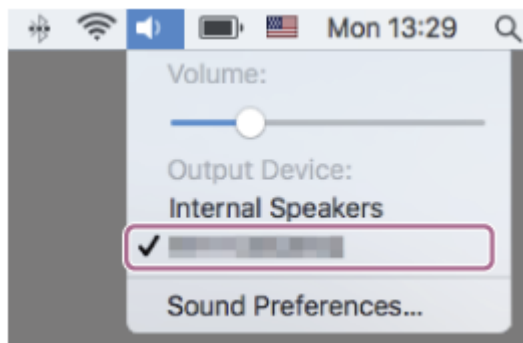 Mon 13:29
Volume:
Output Device:
Internal Speakers
Sound Preferences...